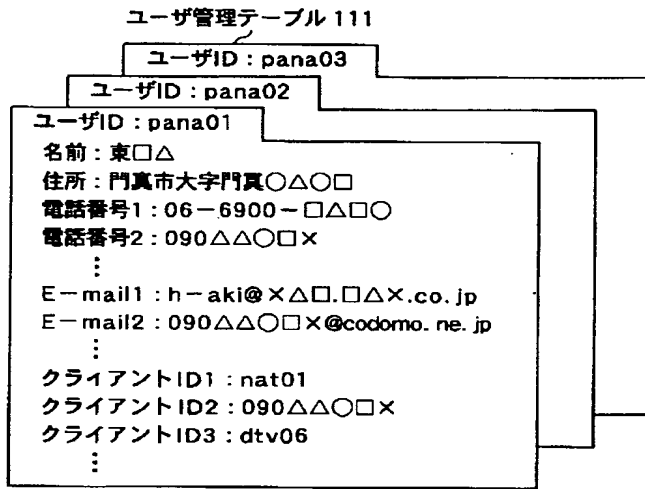 ユーザ管理テーブル 111
ユーザID：pana03
ユーザID：pana02
ユーザID：pana01
名前：東□△
住所：門真市大字門真○△○□
電話番号1：06－6900－□△□○
電話番号2：090△△○□×
⋮
E－mail1：h－aki@×△□.□△×.co.jp
E－mail2：090△△○□×@codomo.ne.jp
⋮
クライアントID1：nat01
クライアントID2：090△△○□×
クライアントID3：dtv06
⋮